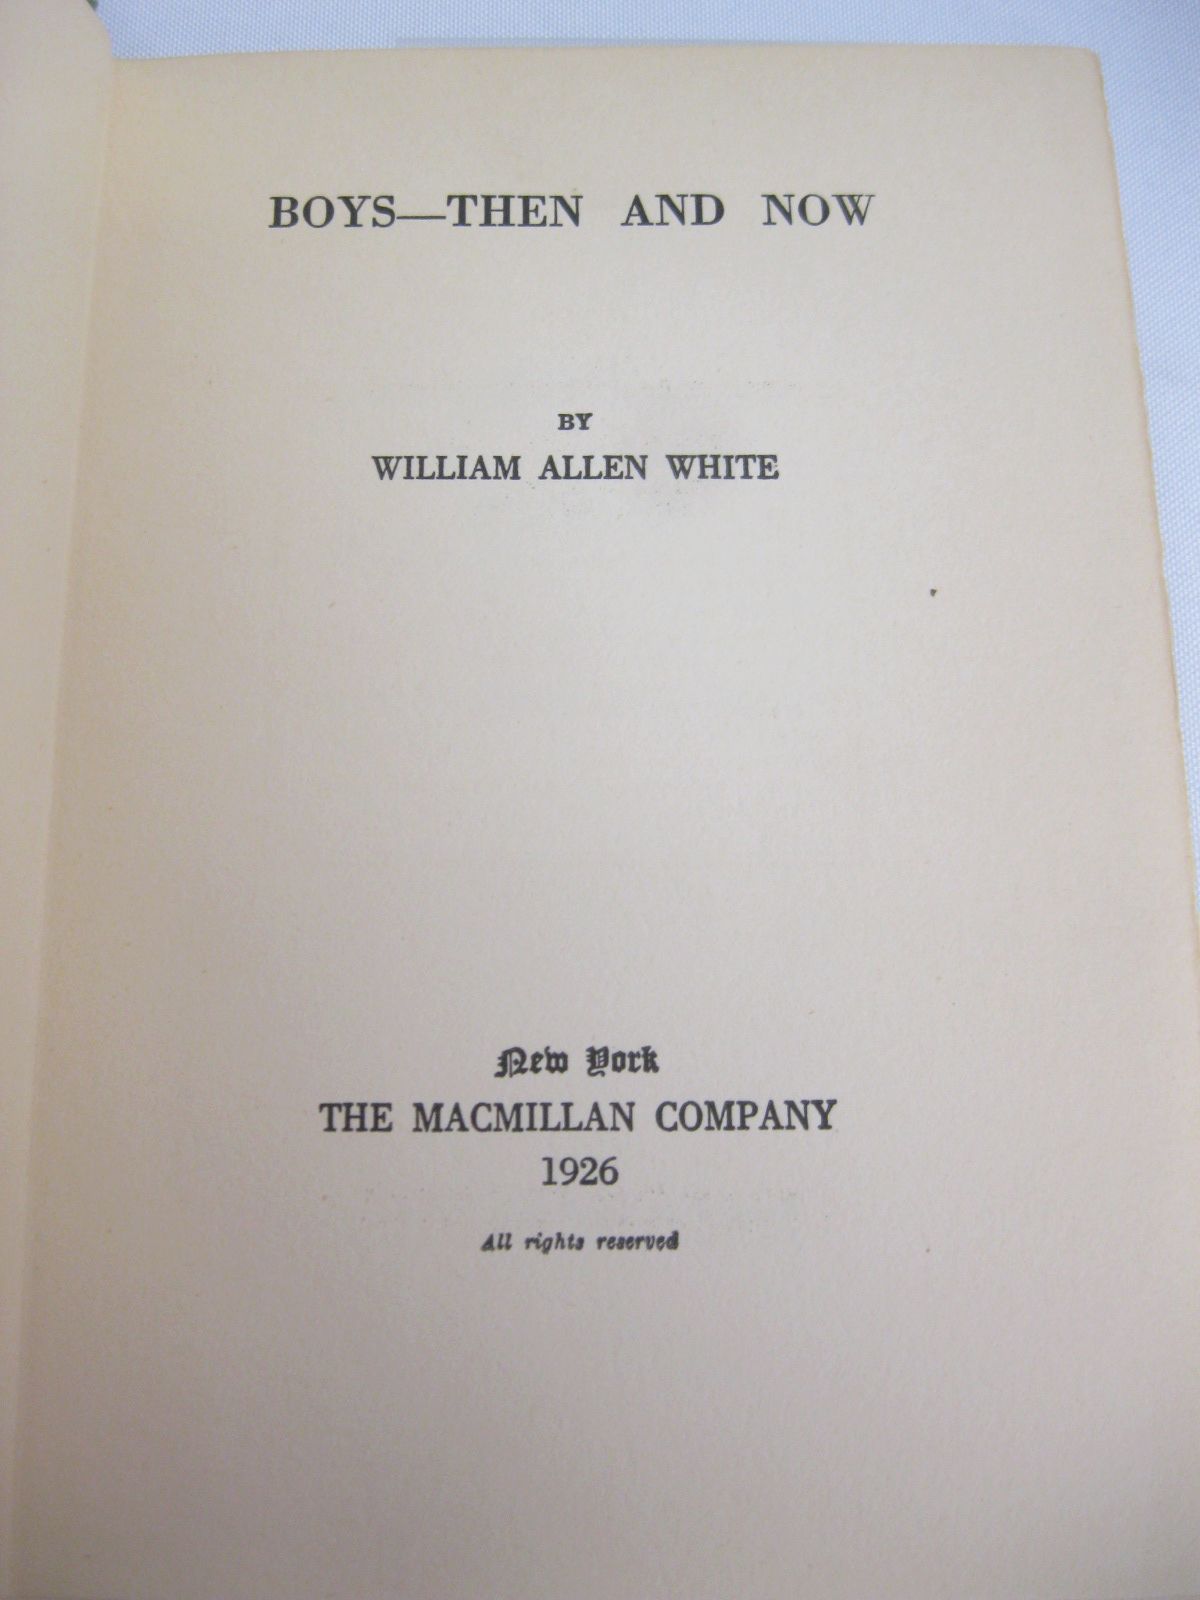 BOYS—THEN AND NOW
BY
WILLIAM ALLEN WHITE
New York
THE MACMILLAN COMPANY
1926
All rights reserved